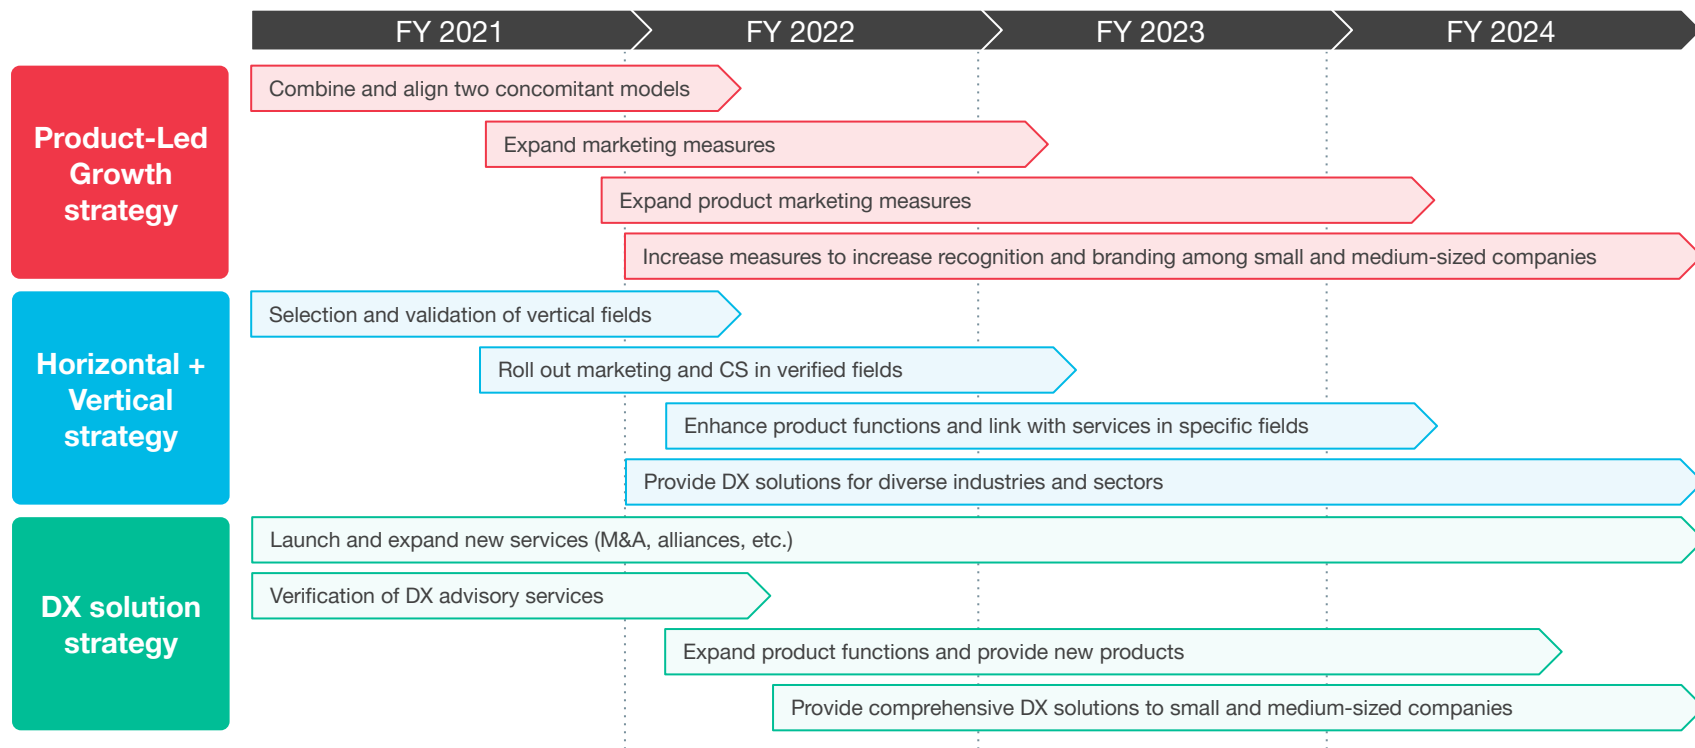 FY 2021
FY 2022
FY 2023
FY 2024
Product-Led
Growth
strategy
Combine and align two concomitant models
Expand marketing measures
Expand product marketing measures
Increase measures to increase recognition and branding among small and medium-sized companies
Horizontal +
Vertical
strategy
Selection and validation of vertical fields
Roll out marketing and CS in verified fields
Enhance product functions and link with services in specific fields
Provide DX solutions for diverse industries and sectors
DX solution
strategy
Launch and expand new services (M&A, alliances, etc.)
Verification of DX advisory services
Expand product functions and provide new products
Provide comprehensive DX solutions to small and medium-sized companies